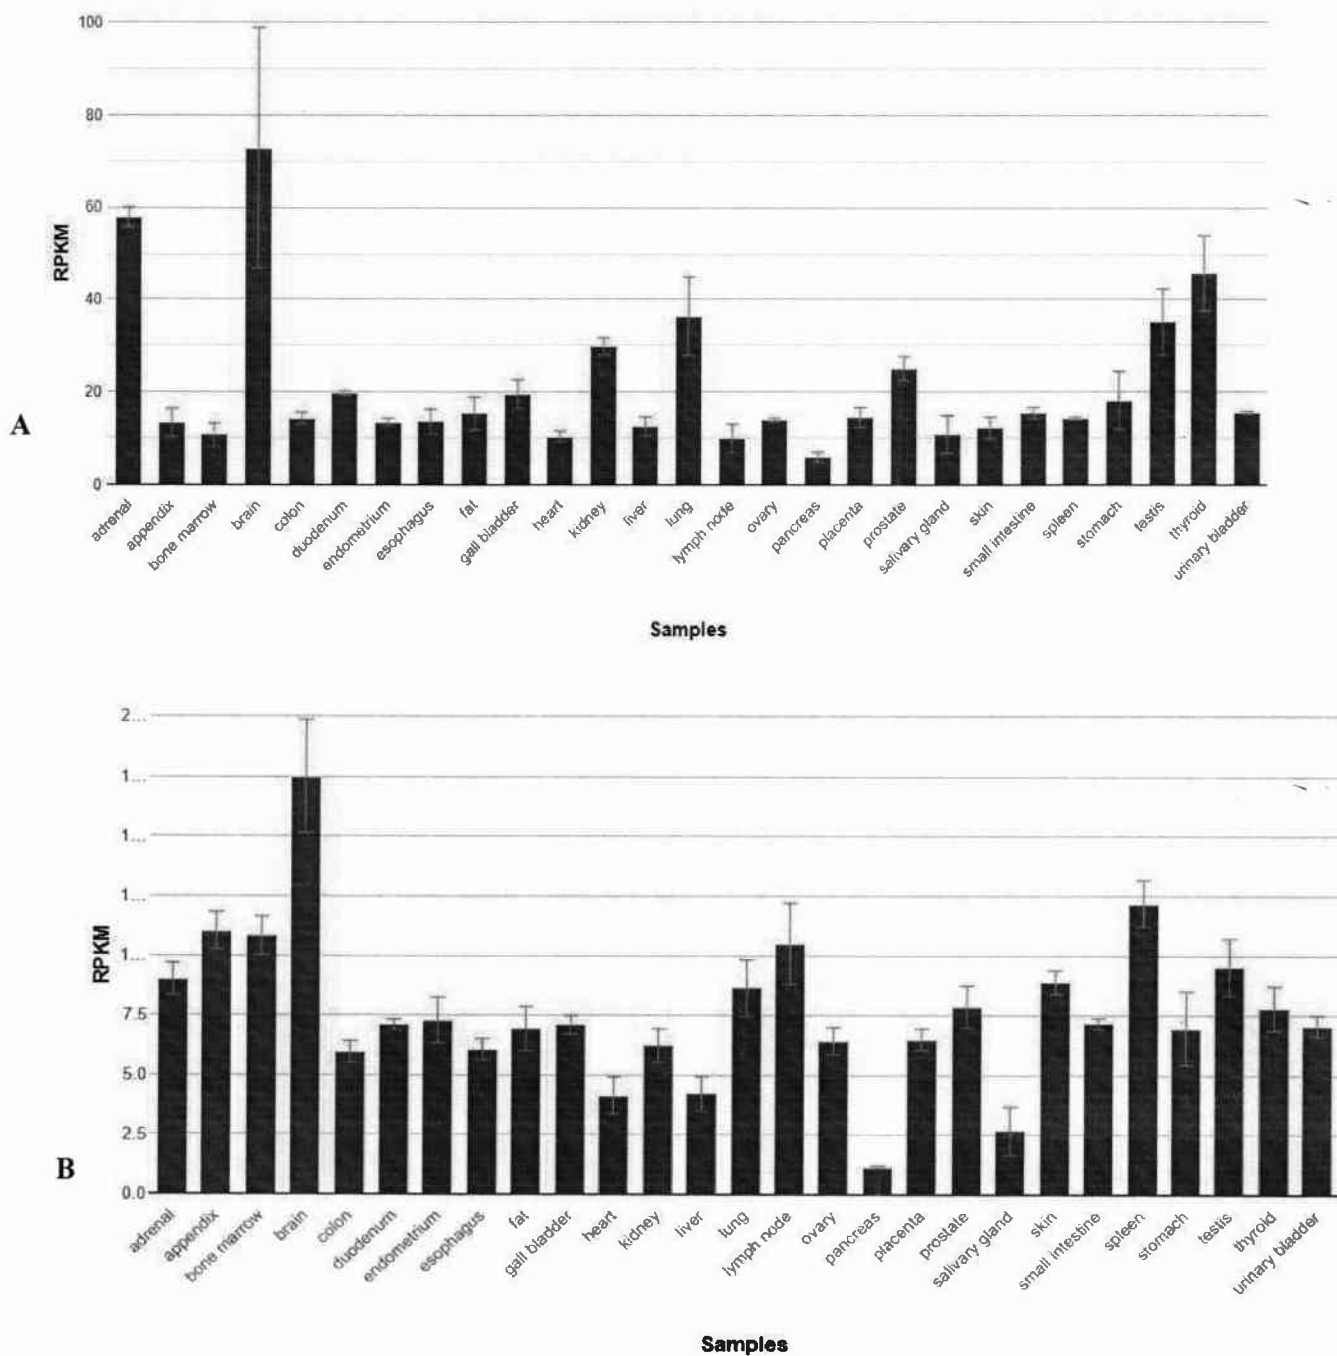 100
80
60
RPKM
40
20
A
0
adrenal
appendix
bone marrow
brain
colon
duodenum
endometrium
esophagus
fat
gall bladder
heart
kidney
liver
lung
lymph node
ovary
pancreas
placenta
prostate
salivary gland
skin
small intestine
spleen
stomach
testis
thyroid
urinary bladder
Samples
2...
1...
1...
1...
RPKM
1...
7.5
5.0
2.5
B
0.0
adrenal
appendix
bone marrow
brain
colon
duodenum
endometrium
esophagus
fat
gall bladder
heart
kidney
liver
lung
lymph node
ovary
pancreas
placenta
prostate
salivary gland
skin
small intestine
spleen
stomach
testis
thyroid
urinary bladder
Samples